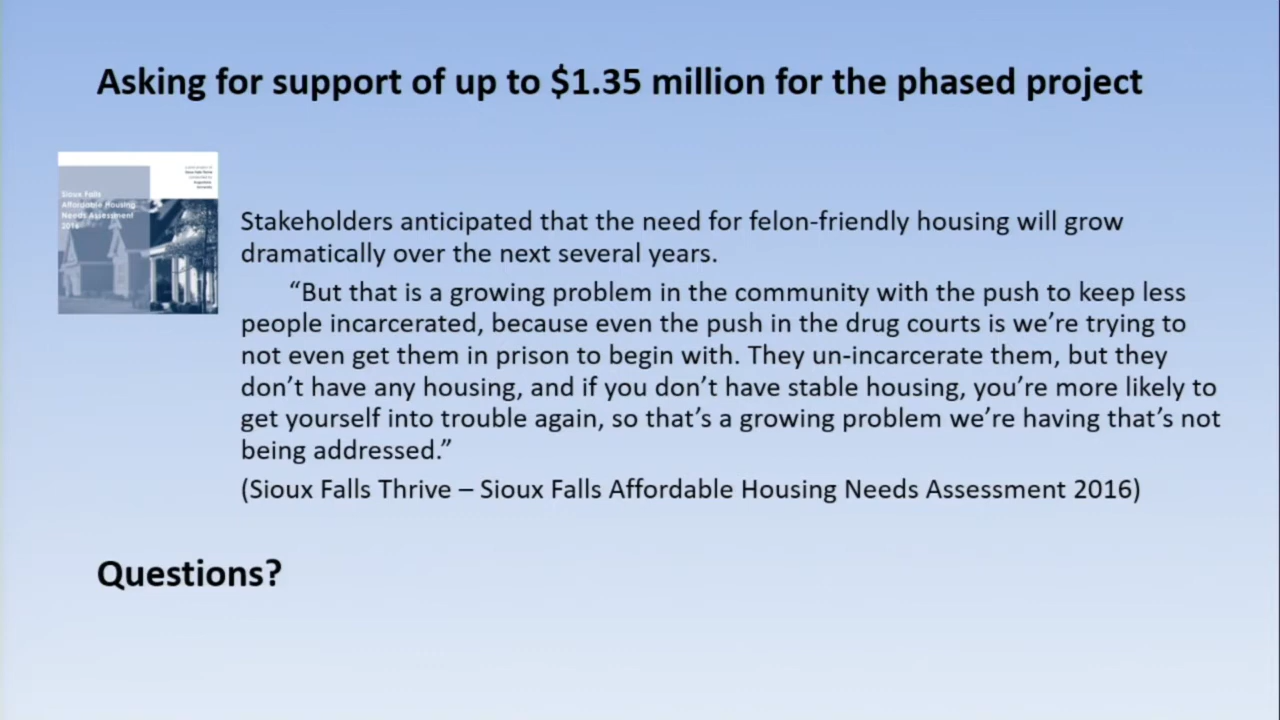 Asking for support of up to $1.35 million for the phased project
Sioux Falls
Affordable Housing
Needs Assessment
2016
Stakeholders anticipated that the need for felon-friendly housing will grow
dramatically over the next several years.
“But that is a growing problem in the community with the push to keep less
people incarcerated, because even the push in the drug courts is we’re trying to
not even get them in prison to begin with. They un-incarcerate them, but they
don’t have any housing, and if you don’t have stable housing, you’re more likely to
get yourself into trouble again, so that’s a growing problem we’re having that’s not
being addressed.”
(Sioux Falls Thrive – Sioux Falls Affordable Housing Needs Assessment 2016)
Questions?